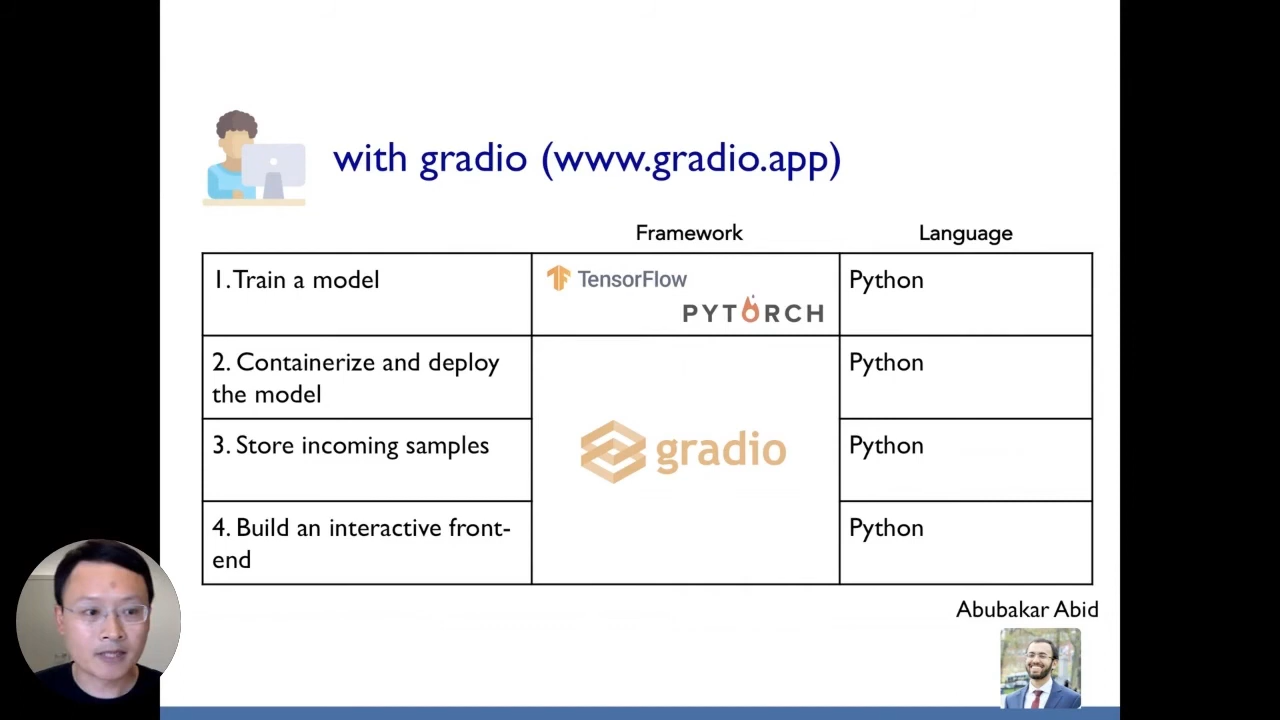 with gradio (www.gradio.app)
Framework
Language
1. Train a model
TensorFlow
PYTORCH
Python
2. Containerize and deploy
the model
Python
gradio
3. Store incoming samples
Python
4. Build an interactive front-
end
Python
Abubakar Abid